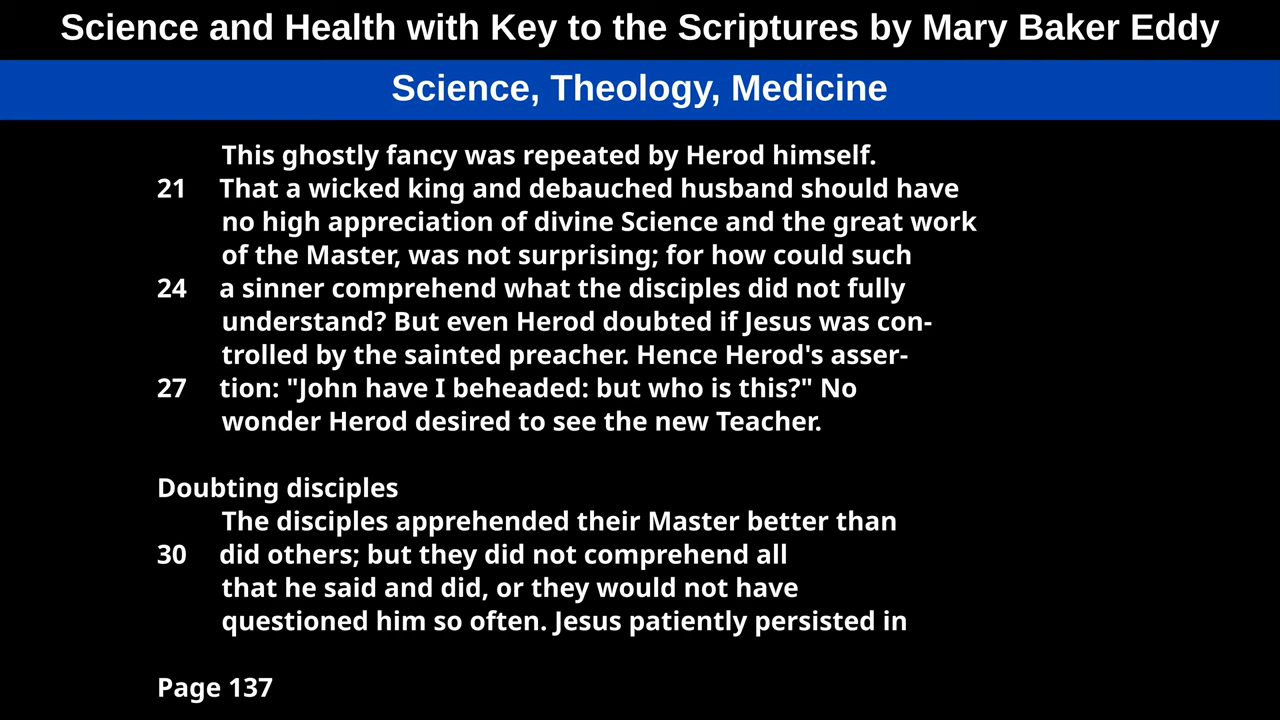 Science and Health with Key to the Scriptures by Mary Baker Eddy
Science, Theology, Medicine
This ghostly fancy was repeated by Herod himself.
21 That a wicked king and debauched husband should have
no high appreciation of divine Science and the great work
of the Master, was not surprising; for how could such
24 a sinner comprehend what the disciples did not fully
understand? But even Herod doubted if Jesus was con-
trolled by the sainted preacher. Hence Herod's asser-
27 tion: "John have I beheaded: but who is this?" No
wonder Herod desired to see the new Teacher.
Doubting disciples
The disciples apprehended their Master better than
30 did others; but they did not comprehend all
that he said and did, or they would not have
questioned him so often. Jesus patiently persisted in
Page 137